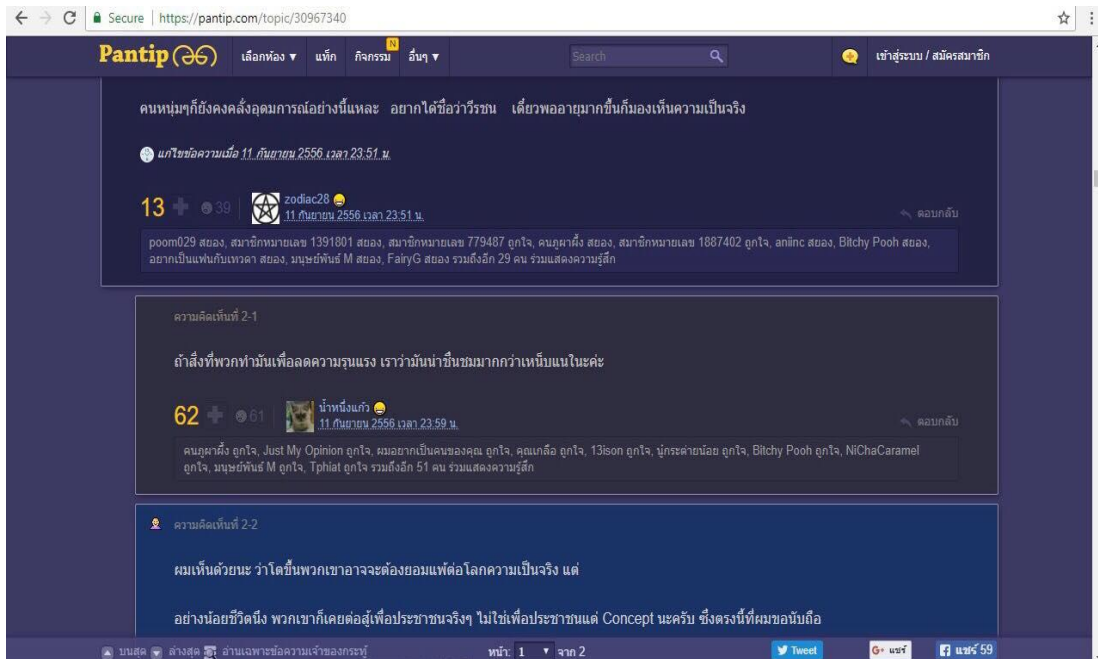 Secure https://pantip.com/topic/30967340
Pantip เลือกห้อง ▼ แท็ก กิจกรรม N อื่นๆ ▼ Search เข้าสู่ระบบ / สมัครสมาชิก
คนหนุ่มๆก็ยังคงคลั่งอุดมการณ์อย่างนี้แหละ อยากได้ชื่อว่าวีรชน เดี๋ยวพออายุมากขึ้นก็มองเห็นความเป็นจริง
แก้ไขข้อความเมื่อ 11 กันยายน 2556 เวลา 23:51 น.
13 39 zodiac28
11 กันยายน 2556 เวลา 23:51 น. ตอบกลับ
poom029 สยอง, สมาชิกหมายเลข 1391801 สยอง, สมาชิกหมายเลข 779487 ถูกใจ, คนภูผาผึ้ง สยอง, สมาชิกหมายเลข 1887402 ถูกใจ, aniinc สยอง, Bitchy Pooh สยอง,
อยากเป็นแฟนกับเทวดา สยอง, มนุษย์พันธ์ M สยอง, FairyG สยอง รวมถึงอีก 29 คน ร่วมแสดงความรู้สึก
ความคิดเห็นที่ 2-1
ถ้าสิ่งที่พวกทำมันเพื่อลดความรุนแรง เราว่ามันน่าชื่นชมมากกว่าเหน็บแนมนะค่ะ
62 61 น้ำหนึ่งแก้ว
11 กันยายน 2556 เวลา 23:59 น. ตอบกลับ
คนภูผาผึ้ง ถูกใจ, Just My Opinion ถูกใจ, ผมอยากเป็นคนของคุณ ถูกใจ, คุณเกลือ ถูกใจ, 13ison ถูกใจ, นู๋กระต่ายน้อย ถูกใจ, Bitchy Pooh ถูกใจ, NiChaCaramel
ถูกใจ, มนุษย์พันธ์ M ถูกใจ, Tphiat ถูกใจ รวมถึงอีก 51 คน ร่วมแสดงความรู้สึก
ความคิดเห็นที่ 2-2
ผมเห็นด้วยนะ ว่าโตขึ้นพวกเขาอาจจะต้องยอมแพ้ต่อโลกความเป็นจริง แต่
อย่างน้อยชีวิตนึง พวกเขาก็เคยต่อสู้เพื่อประชาชนจริงๆ ไม่ใช่เพื่อประชาชนแต่ Concept นะครับ ซึ่งตรงนี้ที่ผมขอนับถือ
บนสุด ล่างสุด อ่านเฉพาะข้อความเจ้าของกระทู้ หน้า: 1 ▼ จาก 2 Tweet G+ แชร์ แชร์ 59